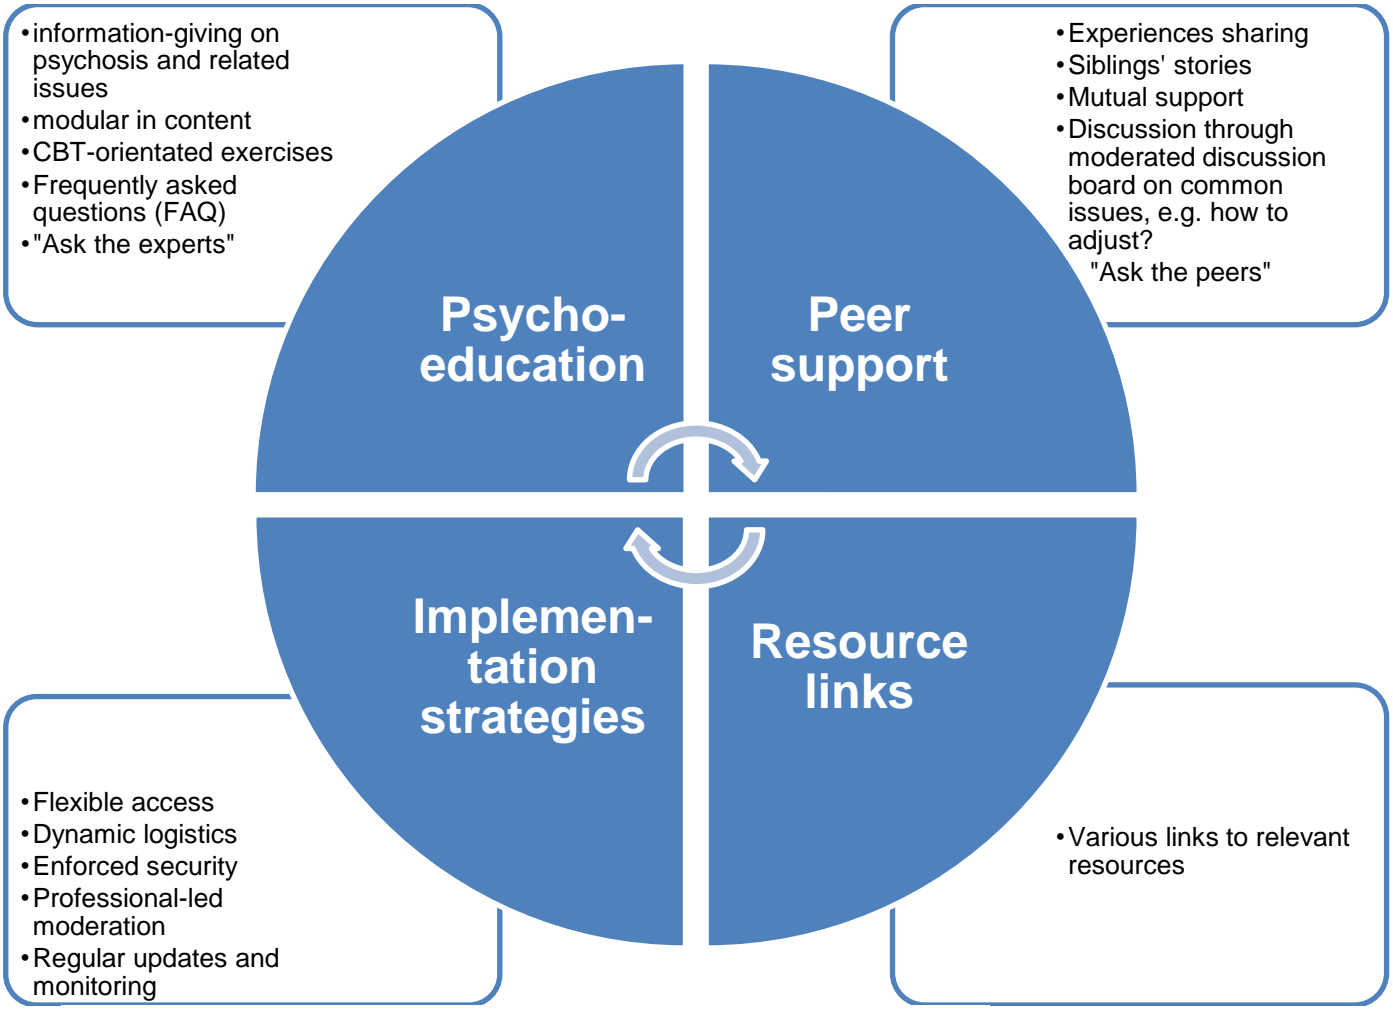 •information-giving on
psychosis and related
issues
•modular in content
•CBT-orientated exercises
•Frequently asked
questions (FAQ)
•"Ask the experts"
Psycho-
education
•Experiences sharing
•Siblings' stories
•Mutual support
•Discussion through
moderated discussion
board on common
issues, e.g. how to
adjust?
"Ask the peers"
Peer
support
Implemen-
tation
strategies
•Flexible access
•Dynamic logistics
•Enforced security
•Professional-led
moderation
•Regular updates and
monitoring
Resource
links
•Various links to relevant
resources